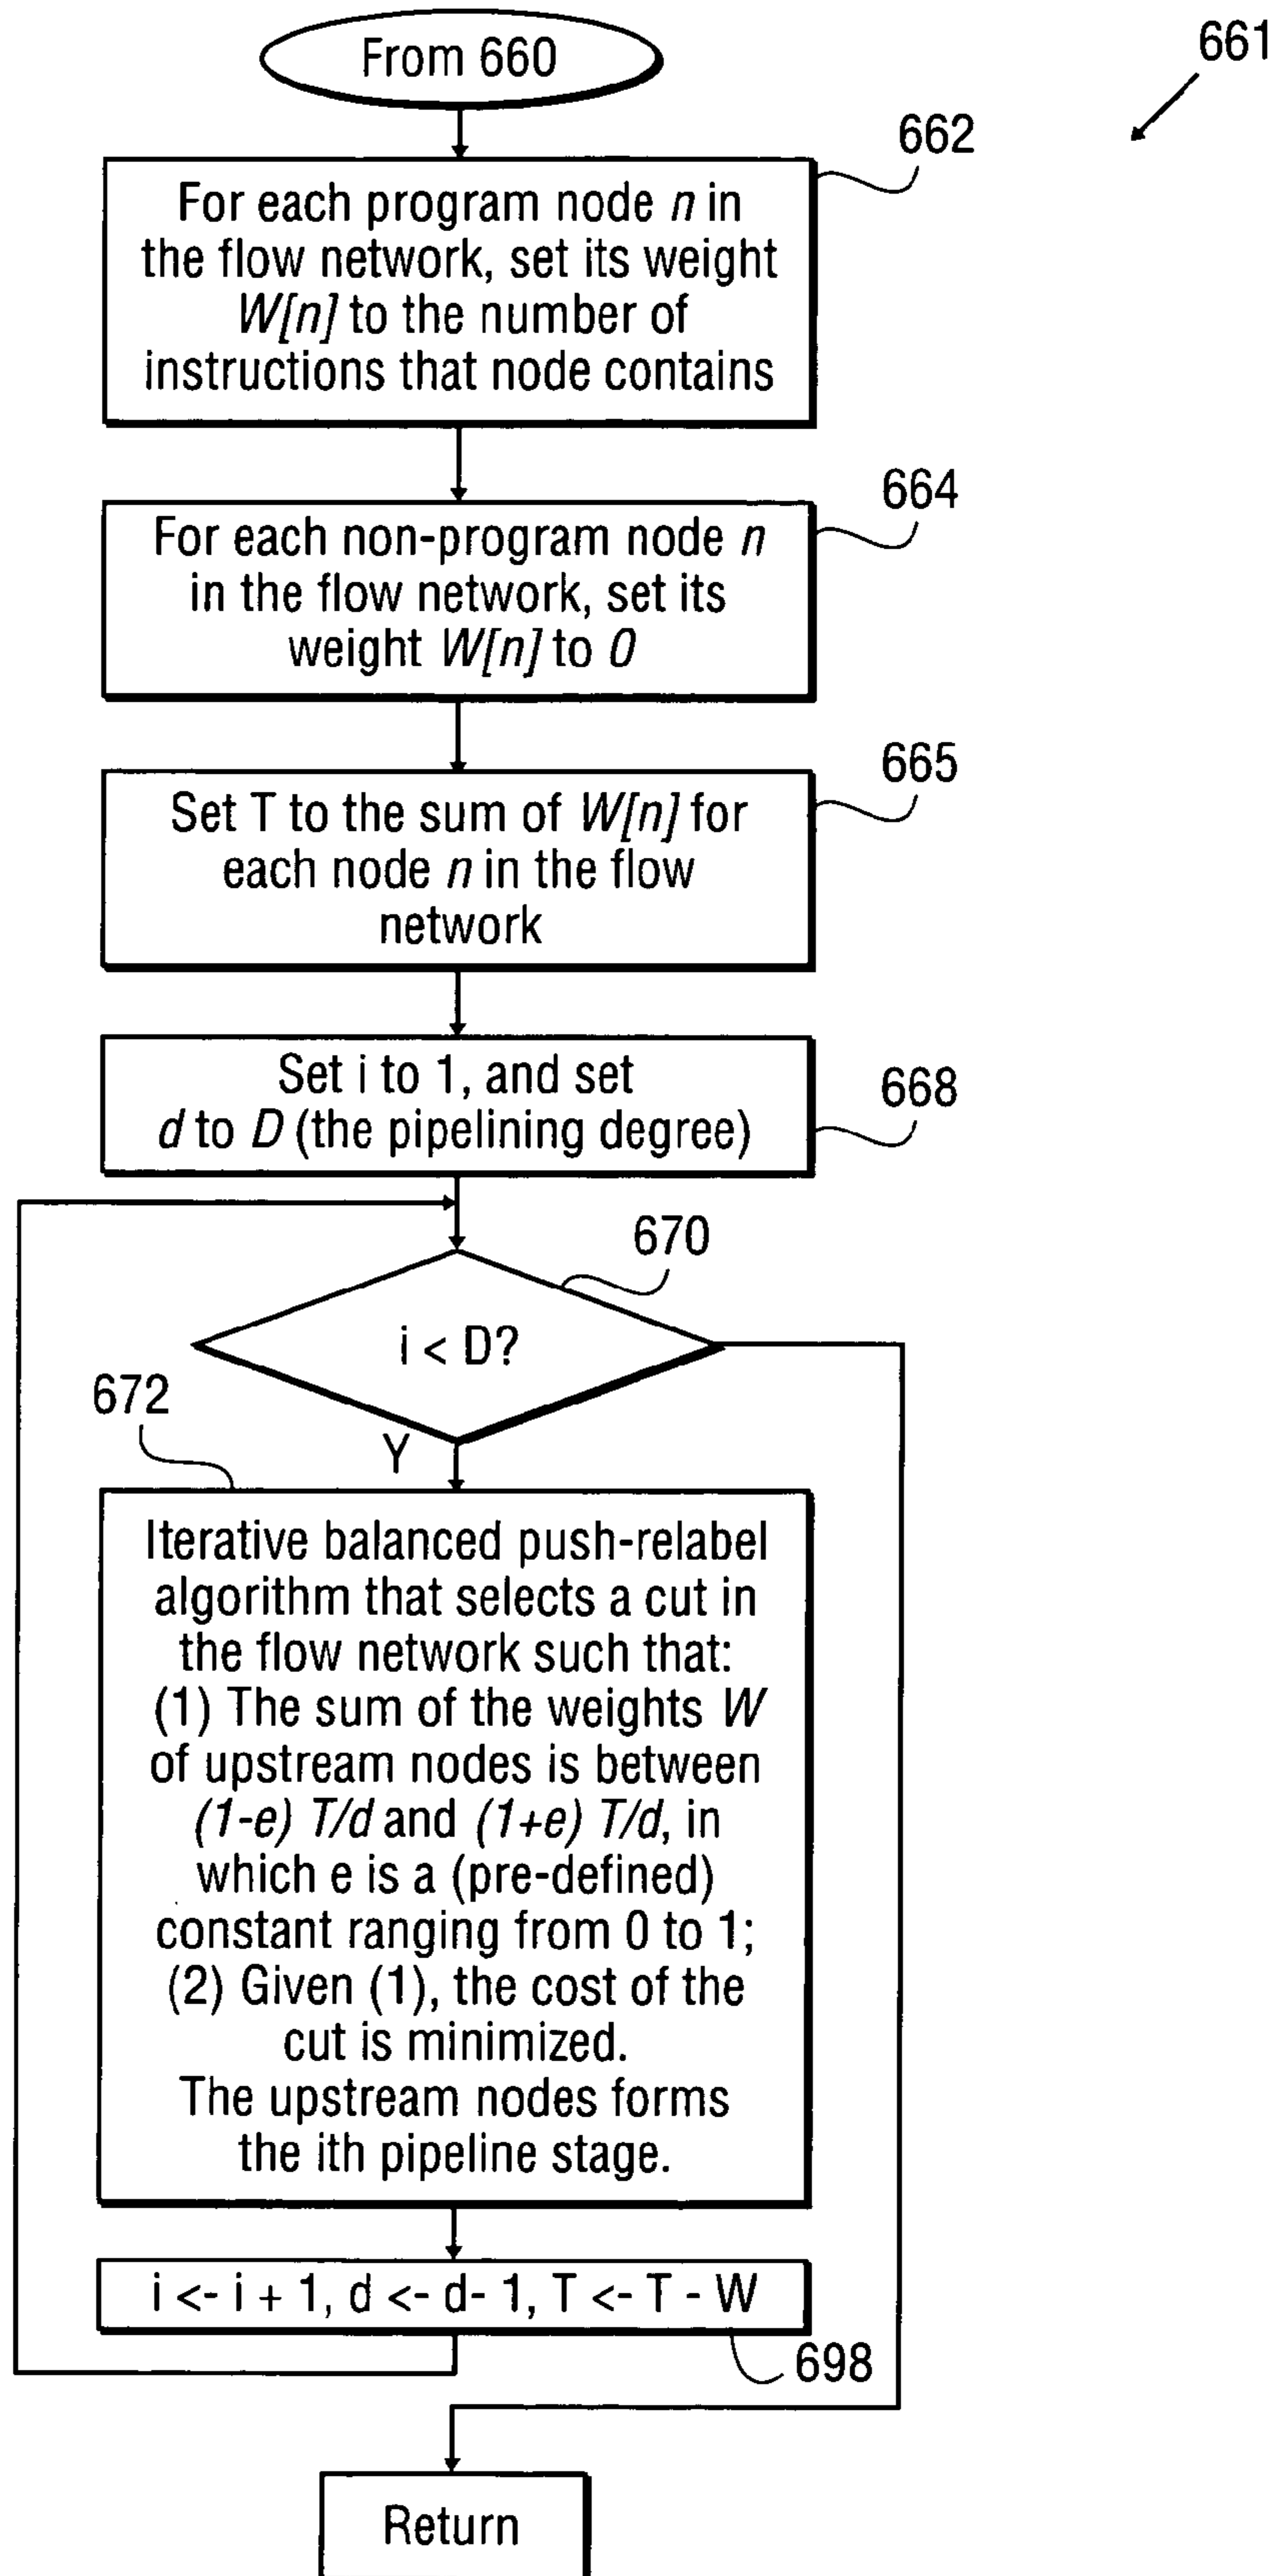 From 660
661
662
For each program node n in
the flow network, set its weight
W[n] to the number of
instructions that node contains
664
For each non-program node n
in the flow network, set its
weight W[n] to 0
665
Set T to the sum of W[n] for
each node n in the flow
network
Set i to 1, and set
d to D (the pipelining degree)
668
670
i < D?
672
Y
Iterative balanced push-relabel
algorithm that selects a cut in
the flow network such that:
(1) The sum of the weights W
of upstream nodes is between
(1-e) T/d and (1+e) T/d, in
which e is a (pre-defined)
constant ranging from 0 to 1;
(2) Given (1), the cost of the
cut is minimized.
The upstream nodes forms
the ith pipeline stage.
i <- i + 1, d <- d- 1, T <- T - W
698
Return